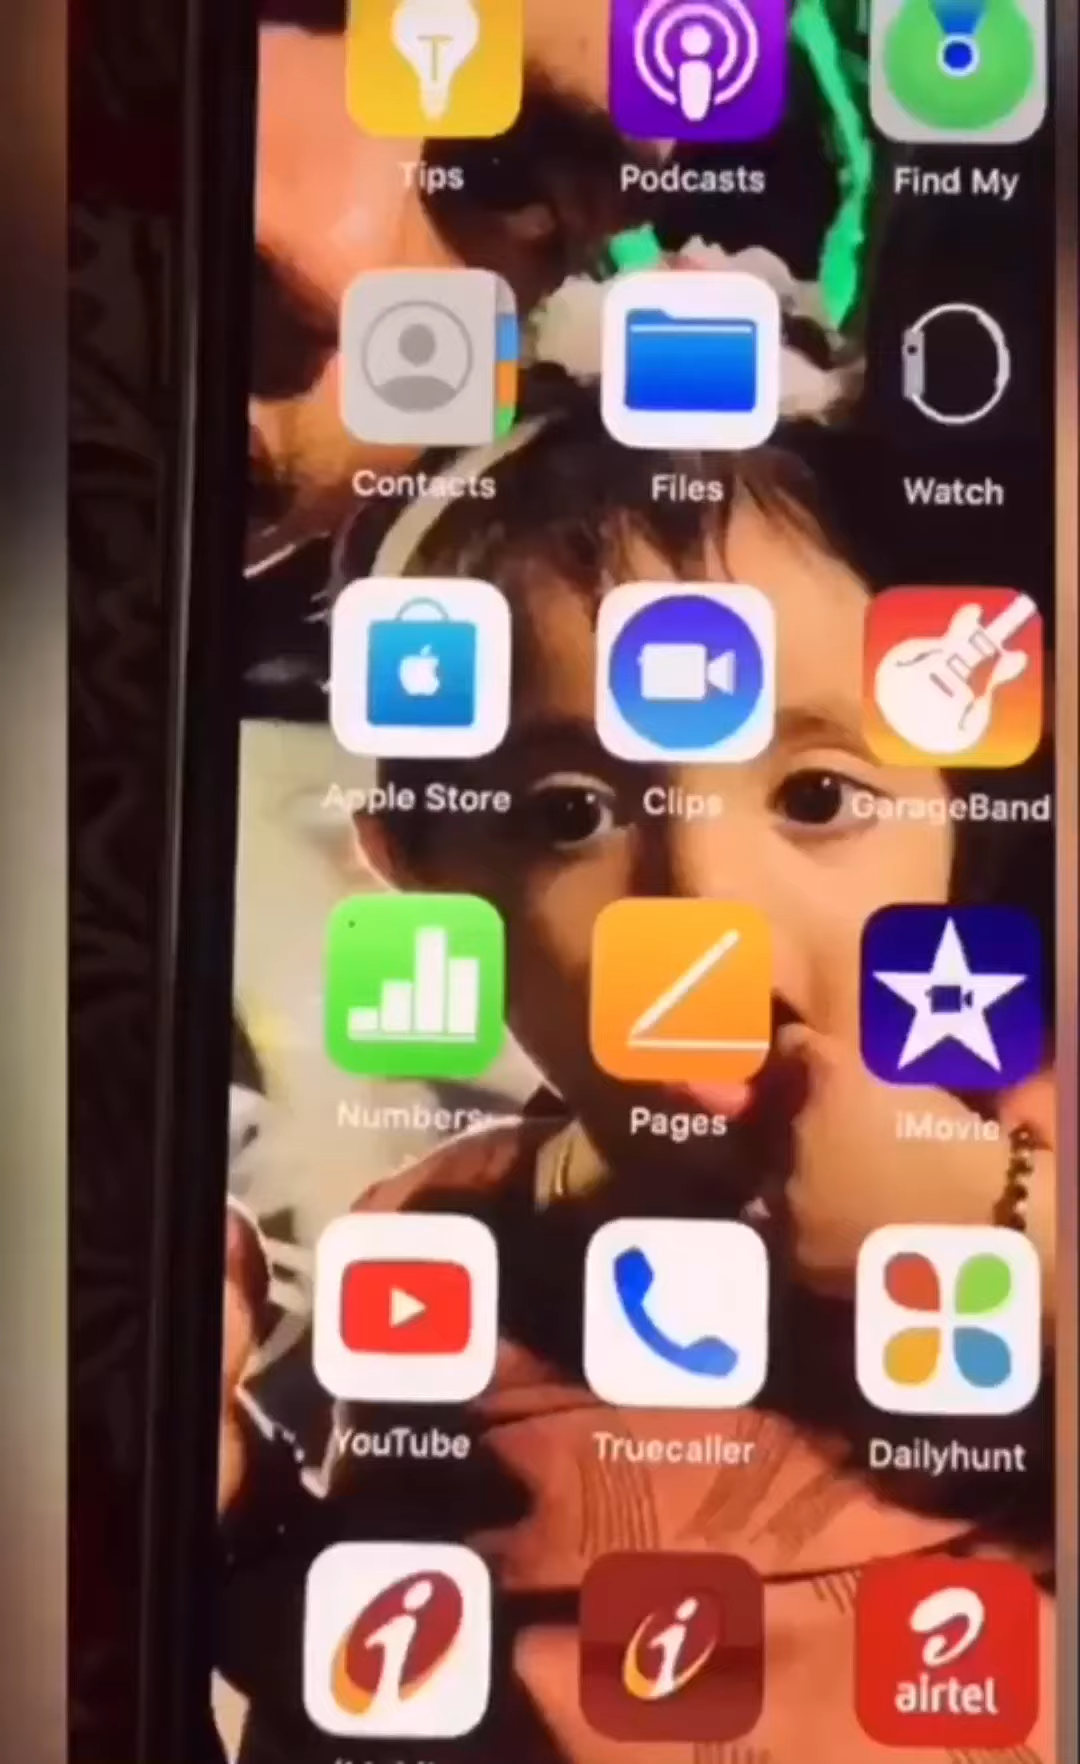 Tips Podcasts Find My
Contacts Files Watch
Apple Store Clips GarageBand
Numbers Pages iMovie
YouTube Truecaller Dailyhunt
airtel